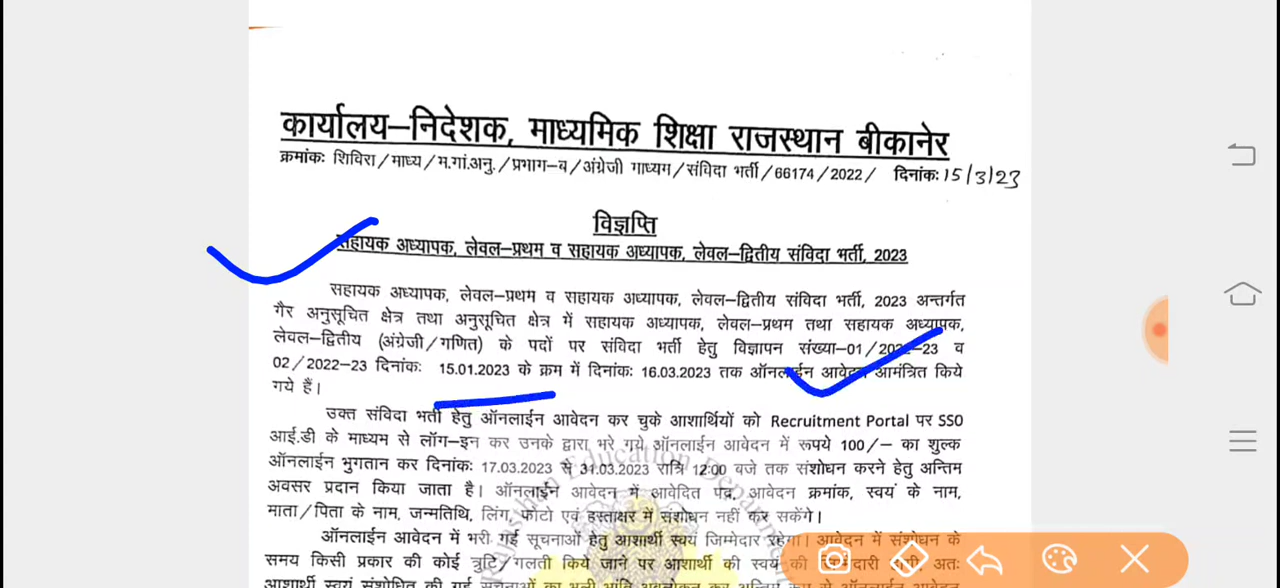 कार्यालय–निदेशक, माध्यमिक शिक्षा राजस्थान बीकानेर
क्रमांकः शिविरा/माध्य/म.गां.अनु./प्रभाग–व/अंग्रेजी माध्यम/संविदा भर्ती/66174/2022/ दिनांकः 15/3/23
विज्ञप्ति
सहायक अध्यापक, लेवल–प्रथम व सहायक अध्यापक, लेवल–द्वितीय संविदा भर्ती, 2023
सहायक अध्यापक, लेवल–प्रथम व सहायक अध्यापक, लेवल–द्वितीय संविदा भर्ती, 2023 अन्तर्गत
गैर अनुसूचित क्षेत्र तथा अनुसूचित क्षेत्र में सहायक अध्यापक, लेवल–प्रथम तथा सहायक अध्यापक,
लेवल–द्वितीय (अंग्रेजी/गणित) के पदों पर संविदा भर्ती हेतु विज्ञापन संख्या–01/2022–23 व
02/2022–23 दिनांकः 15.01.2023 के क्रम में दिनांकः 16.03.2023 तक ऑनलाईन आवेदन आमंत्रित किये
गये हैं।
उक्त संविदा भर्ती हेतु ऑनलाईन आवेदन कर चुके आशार्थियों को Recruitment Portal पर SSO
आई.डी के माध्यम से लॉग–इन कर उनके द्वारा भरे गये ऑनलाईन आवेदन में रूपये 100/– का शुल्क
ऑनलाईन भुगतान कर दिनांकः 17.03.2023 से 31.03.2023 रात्रि 12:00 बजे तक संशोधन करने हेतु अन्तिम
अवसर प्रदान किया जाता है। ऑनलाईन आवेदन में आवेदित पद, आवेदन क्रमांक, स्वयं के नाम,
माता/पिता के नाम, जन्मतिथि, लिंग, फोटो एवं हस्ताक्षर में संशोधन नहीं कर सकेंगे।
ऑनलाईन आवेदन में भरी गई सूचनाओं हेतु आशार्थी स्वयं जिम्मेदार रहेगा। आवेदन में संशोधन के
समय किसी प्रकार की कोई त्रुटि/गलती किये जाने पर आशार्थी की स्वयं की अतः
आशार्थी स्वयं संशोधित की गई सूचनाओं का भली भांति